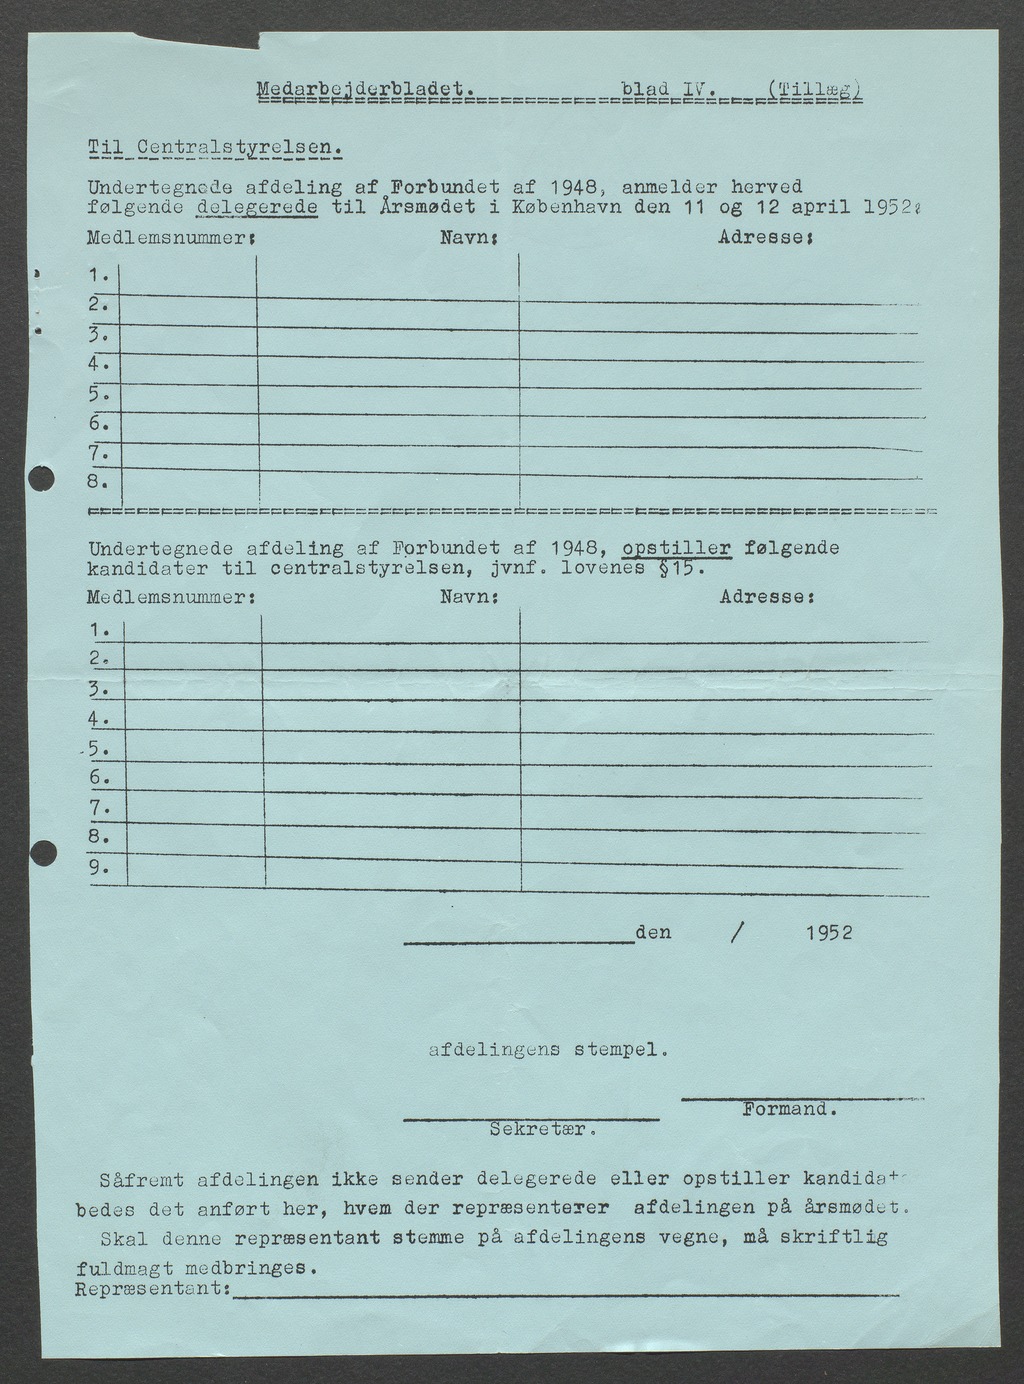 Medarbejderbladet. blad IV. (Tillæg)
Til Centralstyrelsen.
Undertegnede afdeling af Forbundet af 1948, anmelder herved
følgende delegerede til Årsmødet i København den 11 og 12 april 1952:
Medlemsnummer: Navn: Adresse:
1.
2.
3.
4.
5.
6.
7.
8.
Undertegnede afdeling af Forbundet af 1948, opstiller følgende
kandidater til centralstyrelsen, jvnf. lovenes §15.
Medlemsnummer: Navn: Adresse:
1.
2.
3.
4.
5.
6.
7.
8.
9.
den / 1952
afdelingens stempel.
Formand.
Sekretær.
Såfremt afdelingen ikke sender delegerede eller opstiller
bedes det anført her, hvem der repræsenterer afdelingen på årsmødet.
Skal denne repræsentant stemme på afdelingens vegne, må skriftlig
fuldmagt medbringes.
Repræsentant: